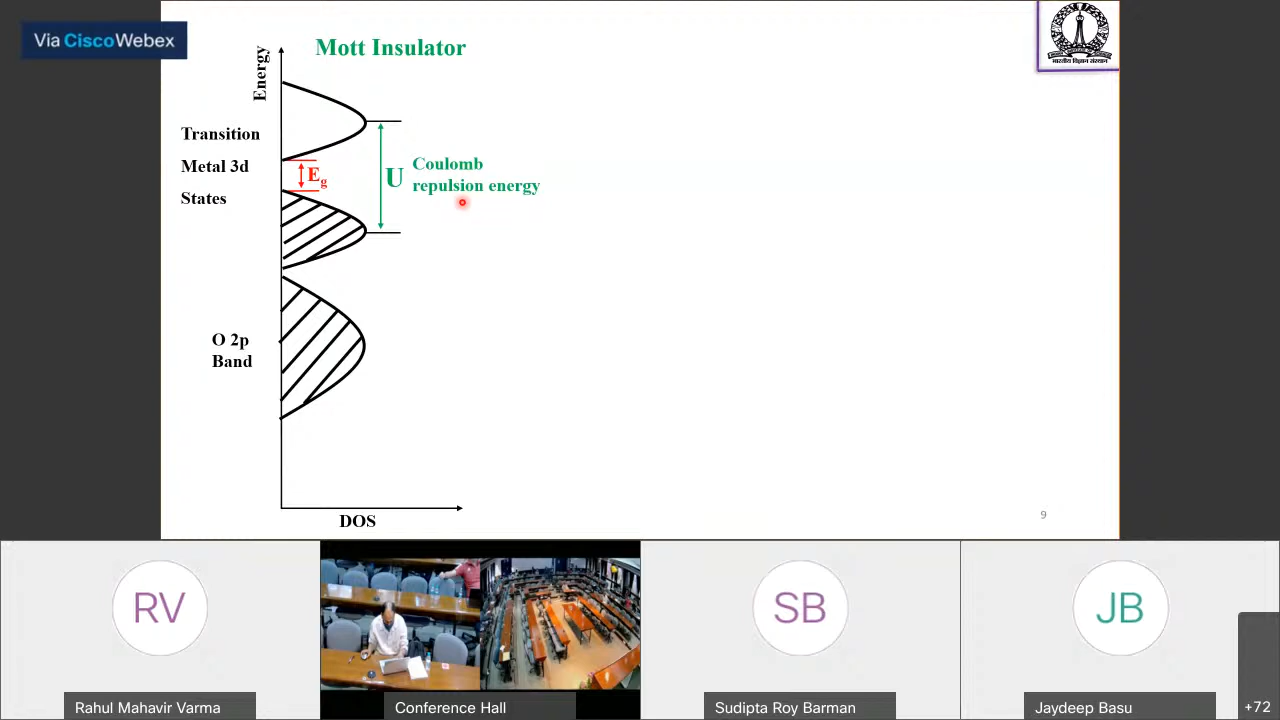 Via CiscoWebex
Mott Insulator
Energy
Transition
Metal 3d
States
Eg
U
Coulomb
repulsion energy
O 2p
Band
DOS
भारतीय विज्ञान संस्थान
9
RV
SB
JB
Rahul Mahavir Varma
Conference Hall
Sudipta Roy Barman
Jaydeep Basu
+72